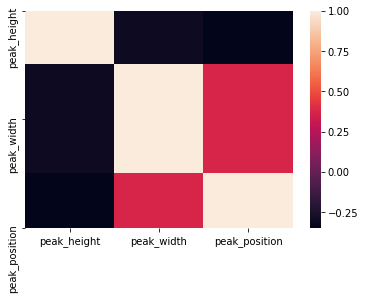 peak_height
peak_width
peak_position
peak_height
peak_width
peak_position
1.00
0.75
0.50
0.25
0.00
−0.25